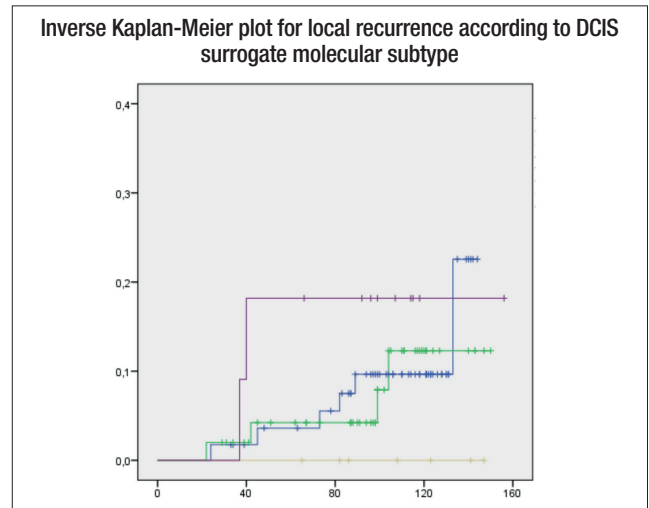 Inverse Kaplan-Meier plot for local recurrence according to DCIS
surrogate molecular subtype
0,4
0,3
0,2
0,1
0,0
0 40 80 120 160